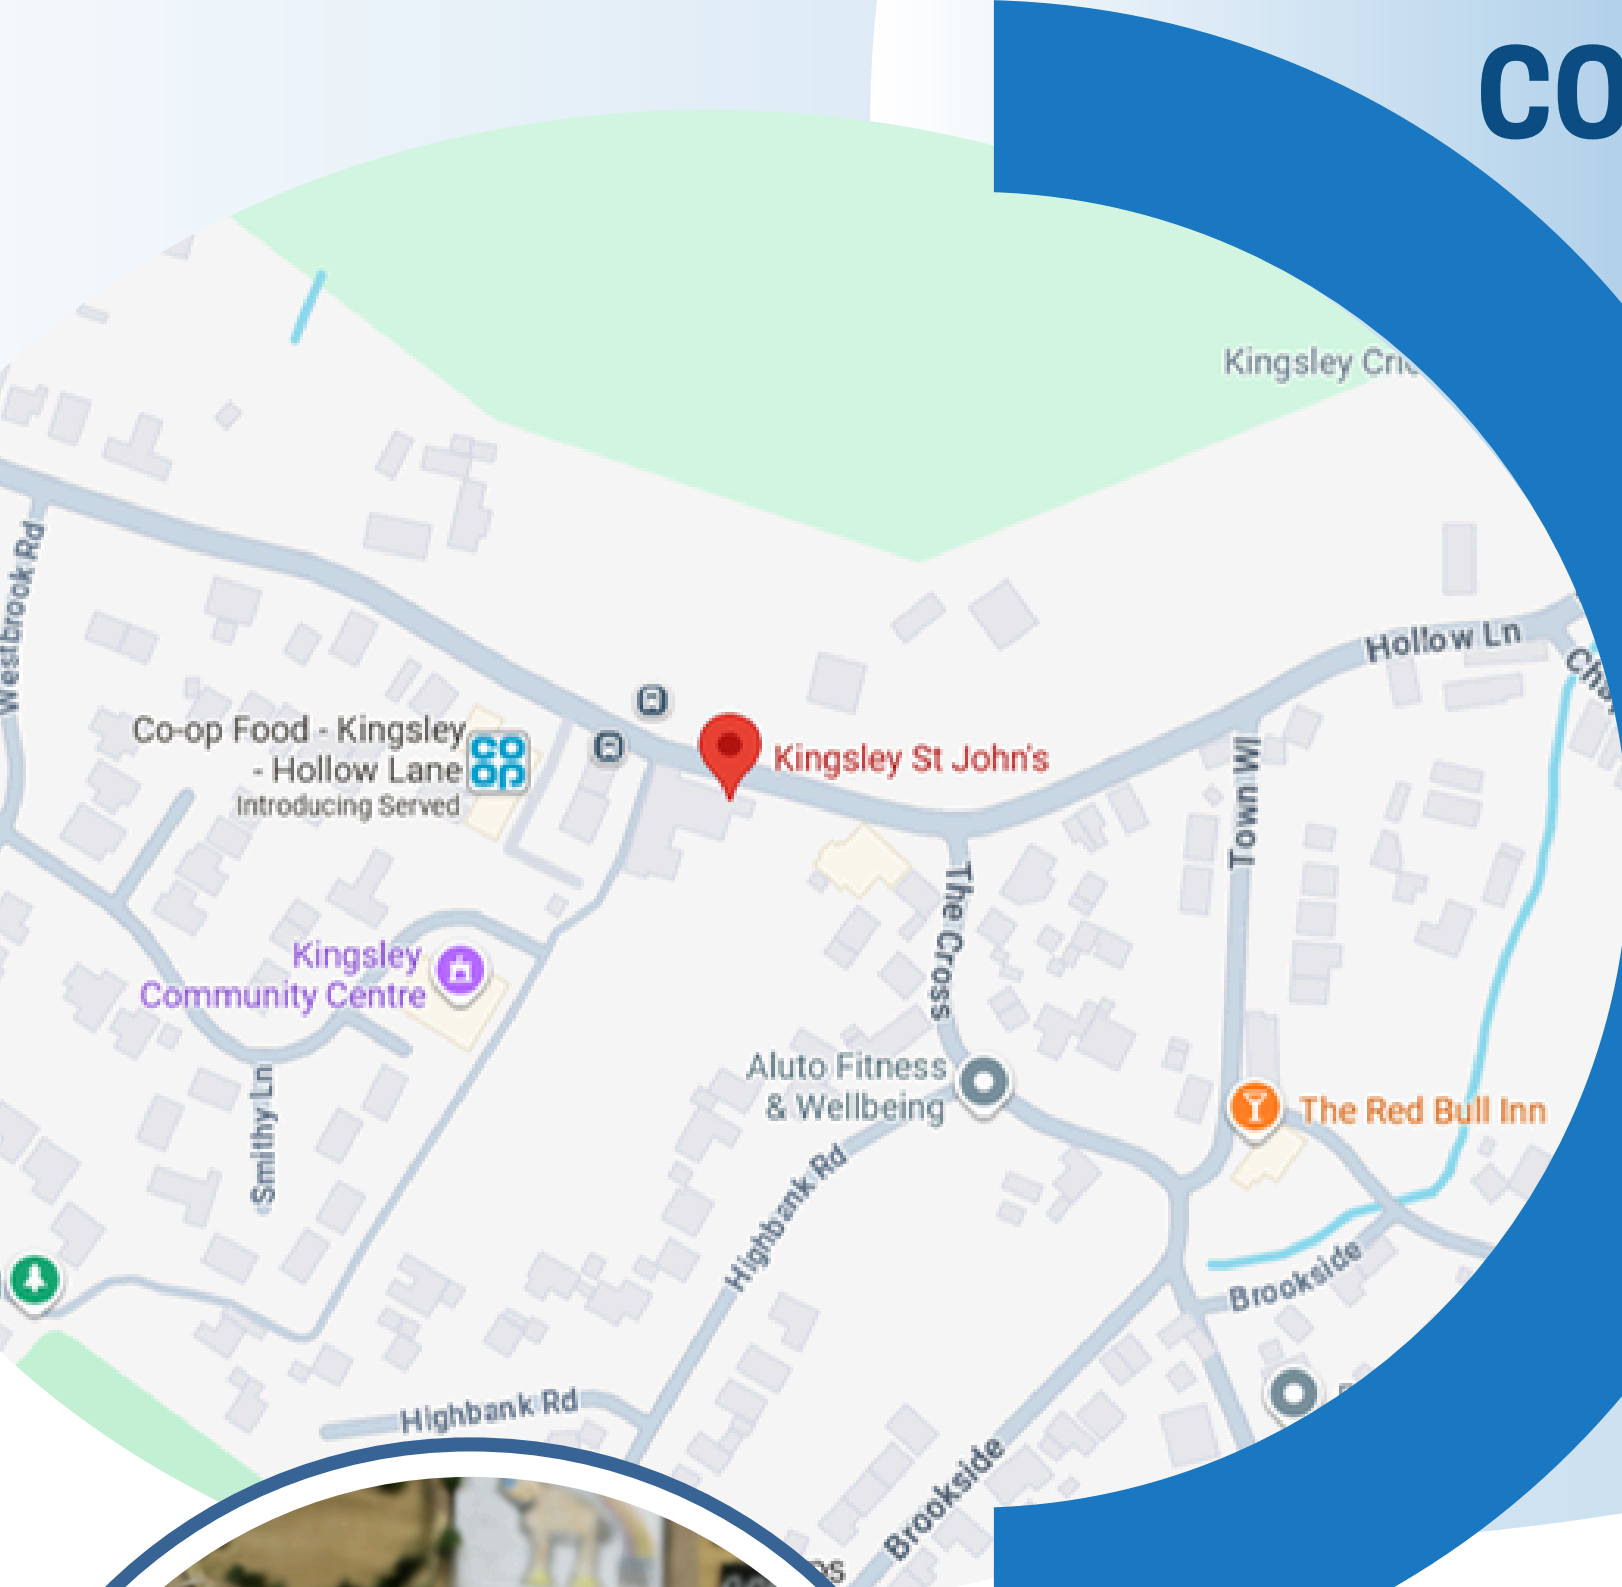 CO
Kingsley
Westbrook Rd
Hollow Ln
Co-op Food - Kingsley
- Hollow Lane
Introducing Served
CO
OP
Kingsley St John's
Town Wl
The Cross
Kingsley
Community Centre
Aluto Fitness
& Wellbeing
The Red Bull Inn
Smithy Ln
Highbank Rd
Brookside
Highbank Rd
Brookside